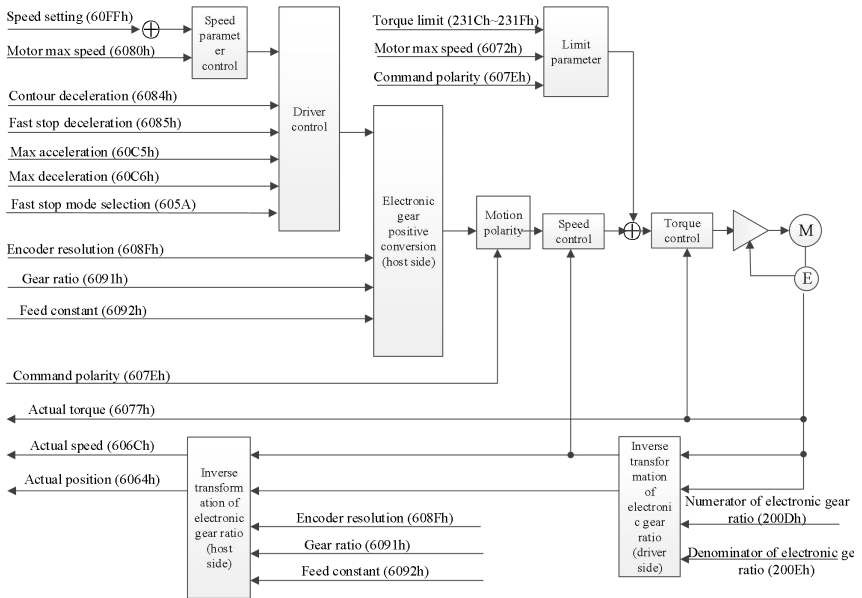 Speed setting (60FFh)
Motor max speed (6080h)
Speed
paramet
er
control
Contour deceleration (6084h)
Fast stop deceleration (6085h)
Max acceleration (60C5h)
Max deceleration (60C6h)
Fast stop mode selection (605A)
Driver
control
Torque limit (231Ch~231Fh)
Motor max speed (6072h)
Command polarity (607Eh)
Limit
parameter
Encoder resolution (608Fh)
Gear ratio (6091h)
Feed constant (6092h)
Electronic
gear
positive
conversion
(host side)
Motion
polarity
Speed
control
Torque
control
M
E
Command polarity (607Eh)
Actual torque (6077h)
Actual speed (606Ch)
Actual position (6064h)
Inverse
transform
ation of
electronic
gear ratio
(host
side)
Encoder resolution (608Fh)
Gear ratio (6091h)
Feed constant (6092h)
Inverse
transfor
mation
of
electroni
c gear
ratio
(driver
side)
Numerator of electronic gear
ratio (200Dh)
Denominator of electronic ge
ratio (200Eh)